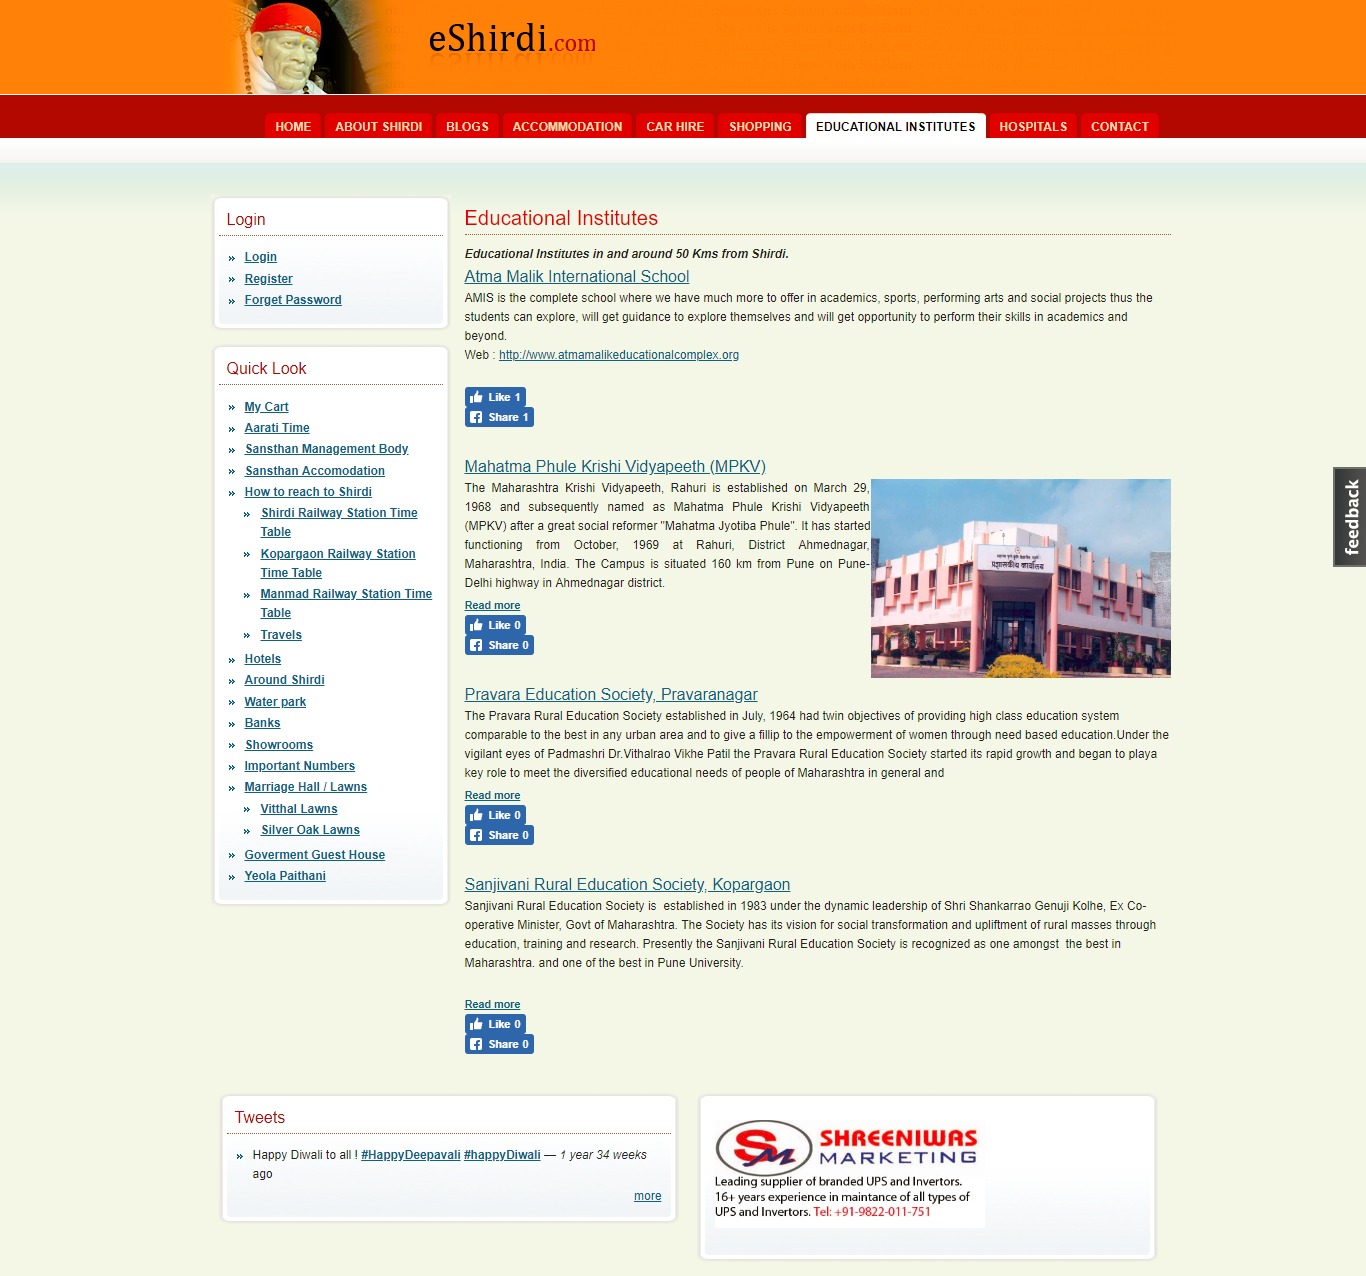 eShirdi.com
HOME
ABOUT SHIRDI
BLOGS
ACCOMMODATION
CAR HIRE
SHOPPING
EDUCATIONAL INSTITUTES
HOSPITALS
CONTACT
Login
Login
Register
Forget Password
Quick Look
My Cart
Aarati Time
Sansthan Management Body
Sansthan Accomodation
How to reach to Shirdi
Shirdi Railway Station Time
Table
Kopargaon Railway Station
Time Table
Manmad Railway Station Time
Table
Travels
Hotels
Around Shirdi
Water park
Banks
Showrooms
Important Numbers
Marriage Hall / Lawns
Vitthal Lawns
Silver Oak Lawns
Goverment Guest House
Yeola Paithani
Educational Institutes
Educational Institutes in and around 50 Kms from Shirdi.
Atma Malik International School
AMIS is the complete school where we have much more to offer in academics, sports, performing arts and social projects thus the
students can explore, will get guidance to explore themselves and will get opportunity to perform their skills in academics and
beyond.
Web : http://www.atmamalikeducationalcomplex.org
Like 1
Share 1
Mahatma Phule Krishi Vidyapeeth (MPKV)
The Maharashtra Krishi Vidyapeeth, Rahuri is established on March 29,
1968 and subsequently named as Mahatma Phule Krishi Vidyapeeth
(MPKV) after a great social reformer "Mahatma Jyotiba Phule". It has started
functioning from October, 1969 at Rahuri, District Ahmednagar,
Maharashtra, India. The Campus is situated 160 km from Pune on Pune-
Delhi highway in Ahmednagar district.
Read more
Like 0
Share 0
प्रशासकीय कार्यालय
Pravara Education Society, Pravaranagar
The Pravara Rural Education Society established in July, 1964 had twin objectives of providing high class education system
comparable to the best in any urban area and to give a fillip to the empowerment of women through need based education.Under the
vigilant eyes of Padmashri Dr.Vithalrao Vikhe Patil the Pravara Rural Education Society started its rapid growth and began to playa
key role to meet the diversified educational needs of people of Maharashtra in general and
Read more
Like 0
Share 0
Sanjivani Rural Education Society, Kopargaon
Sanjivani Rural Education Society is  established in 1983 under the dynamic leadership of Shri Shankarrao Genuji Kolhe, Ex Co-
operative Minister, Govt of Maharashtra. The Society has its vision for social transformation and upliftment of rural masses through
education, training and research. Presently the Sanjivani Rural Education Society is recognized as one amongst  the best in
Maharashtra. and one of the best in Pune University.
Read more
Like 0
Share 0
feedback
Tweets
Happy Diwali to all ! #HappyDeepavali #happyDiwali — 1 year 34 weeks
ago
more
SM SHREENIWAS
MARKETING
Leading supplier of branded UPS and Invertors.
16+ years experience in maintance of all types of
UPS and Invertors. Tel: +91-9822-011-751